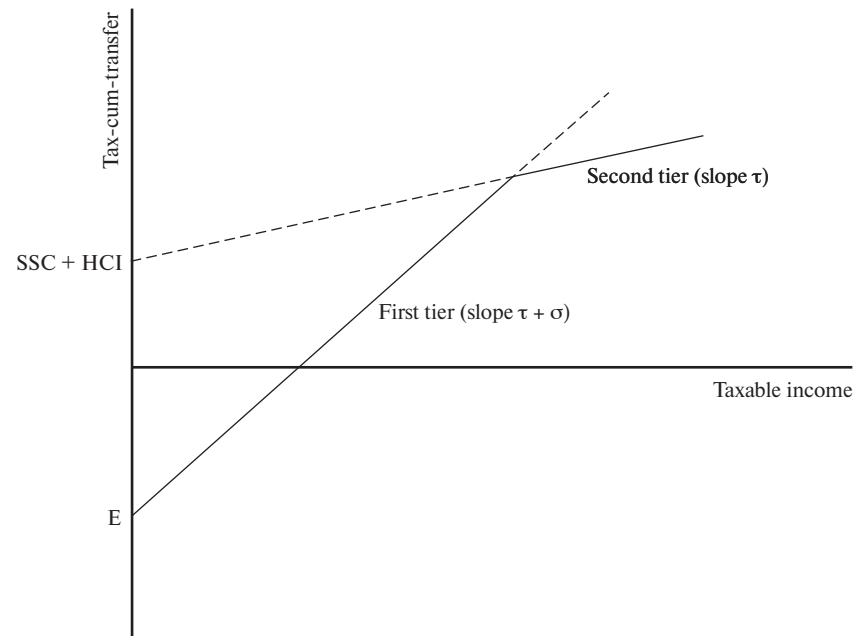 Tax-cum-transfer
Second tier (slope τ)
SSC + HCI
First tier (slope τ + σ)
Taxable income
E